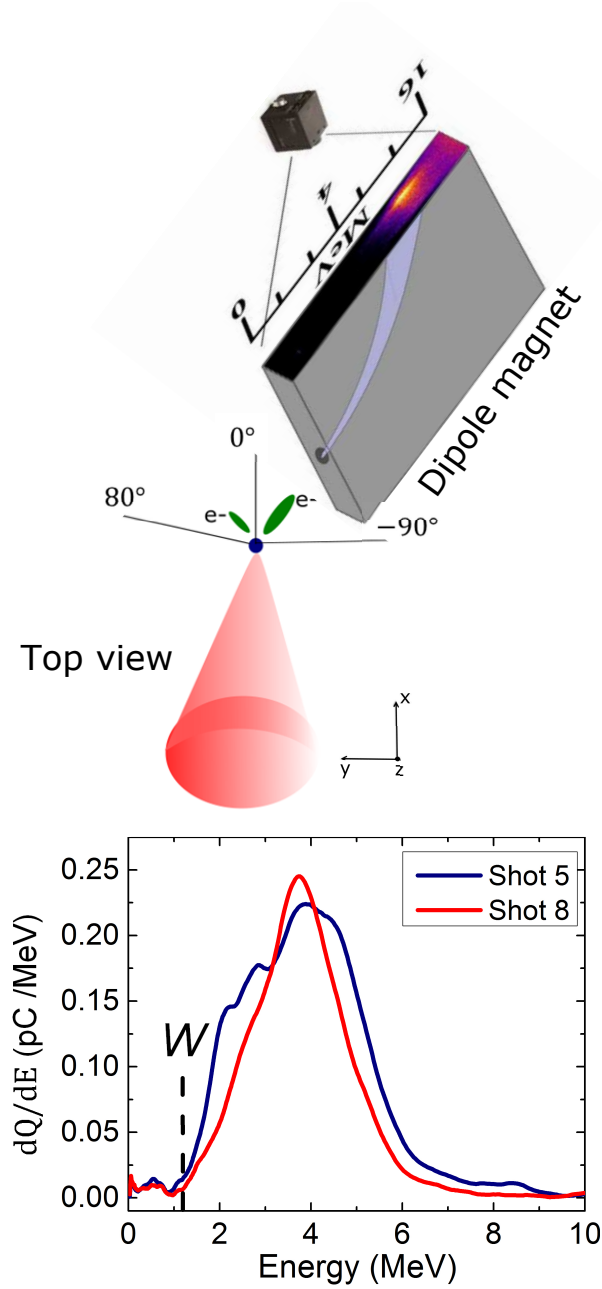 16
4
MeV
0
Dipole magnet
0°
80°
e-
e-
−90°
Top view
x
y
z
0.25
0.20
0.15
0.10
0.05
0.00
dQ/dE (pC /MeV)
W
Shot 5
Shot 8
0 2 4 6 8 10
Energy (MeV)